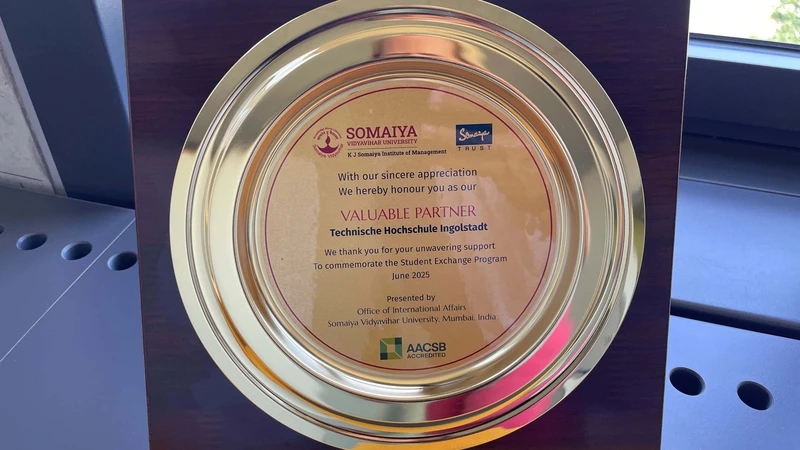 SOMAIYA
VIDYAVIHAR UNIVERSITY
K J Somaiya Institute of Management
Somaiya
TRUST
With our sincere appreciation
We hereby honour you as our
VALUABLE PARTNER
Technische Hochschule Ingolstadt
We thank you for your unwavering support
To commemorate the Student Exchange Program
June 2025
Presented by
Office of International Affairs
Somaiya Vidyavihar University, Mumbai, India
AACSB
ACCREDITED